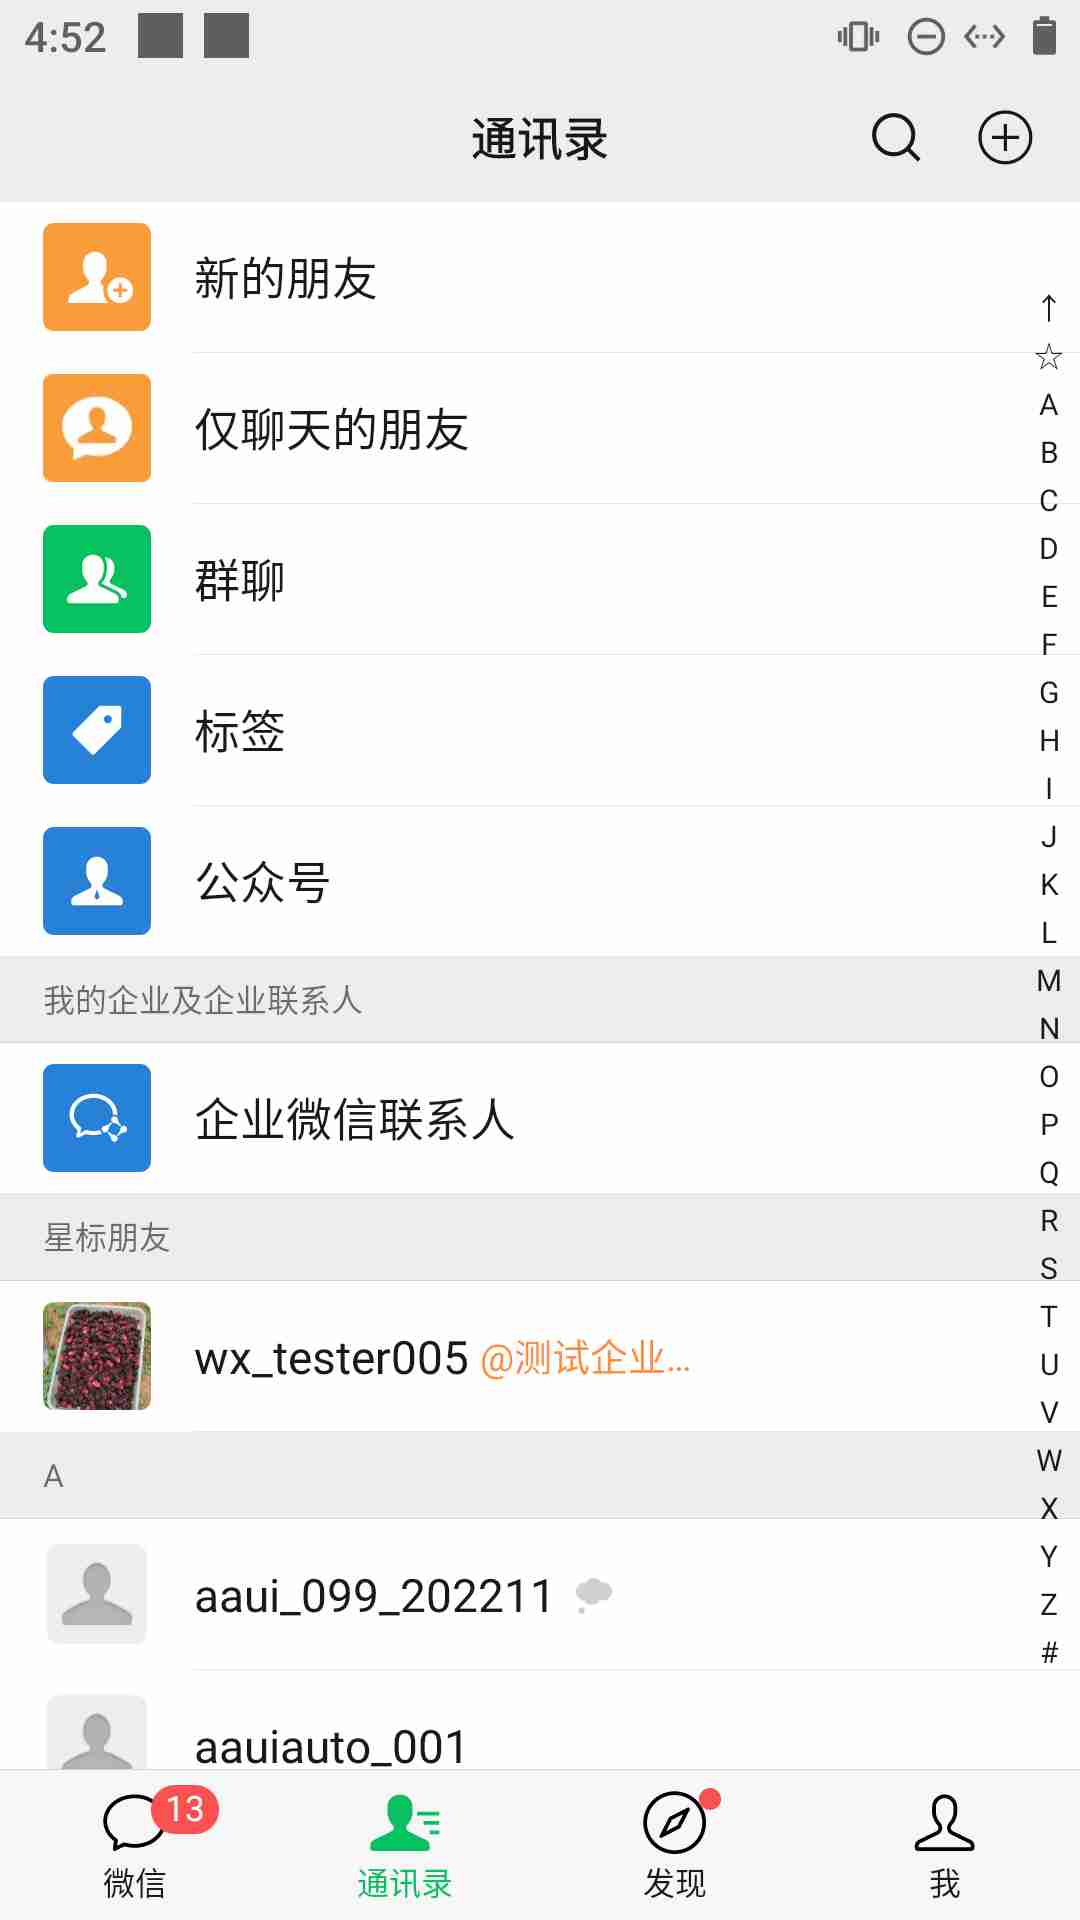 4:52
通讯录
新的朋友
仅聊天的朋友
群聊
标签
公众号
我的企业及企业联系人
企业微信联系人
星标朋友
wx_tester005 @测试企业...
A
aaui_099_202211
aauiauto_001
↑
☆
A
B
C
D
E
F
G
H
I
J
K
L
M
N
O
P
Q
R
S
T
U
V
W
X
Y
Z
#
13
微信
通讯录
发现
我